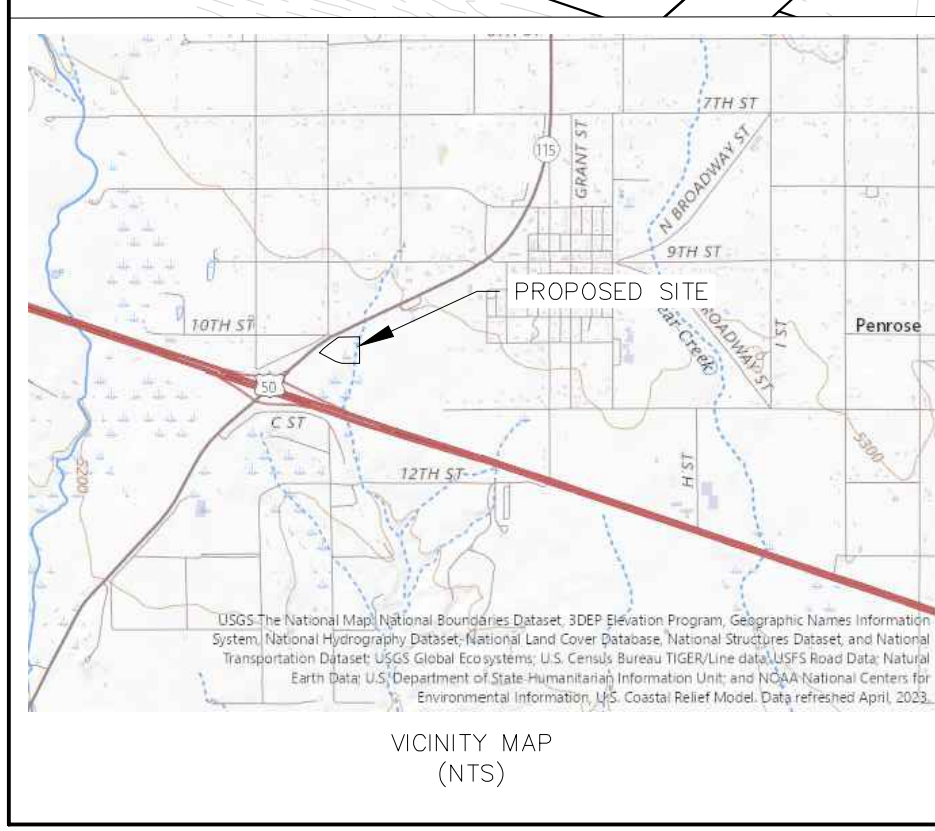 7TH ST
115
GRANT ST
N BROADWAY ST
9TH ST
PROPOSED SITE
10TH ST
BROADWAY ST
ear Creek
I ST
Penrose
50
C ST
5300
5200
12TH ST
H ST
USGS The National Map: National Boundaries Dataset, 3DEP Elevation Program, Geographic Names Information
System, National Hydrography Dataset, National Land Cover Database, National Structures Dataset, and National
Transportation Dataset; USGS Global Ecosystems; U.S. Census Bureau TIGER/Line data; USFS Road Data; Natural
Earth Data; U.S. Department of State Humanitarian Information Unit; and NOAA National Centers for
Environmental Information, U.S. Coastal Relief Model. Data refreshed April, 2023.
VICINITY MAP
(NTS)